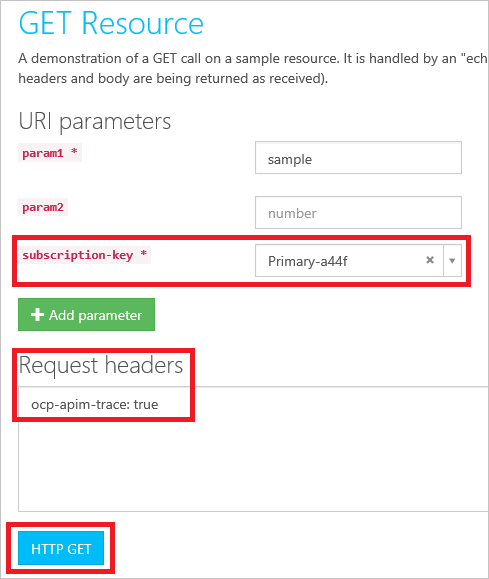 GET Resource
A demonstration of a GET call on a sample resource. It is handled by an "ech
headers and body are being returned as received).
URI parameters
param1 *
sample
param2
number
subscription-key *
Primary-a44f
Add parameter
Request headers
ocp-apim-trace: true
HTTP GET